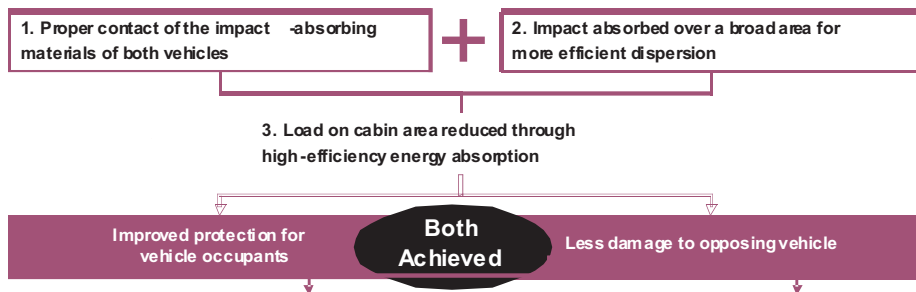 1. Proper contact of the impact -absorbing
materials of both vehicles
2. Impact absorbed over a broad area for
more efficient dispersion
3. Load on cabin area reduced through
high-efficiency energy absorption
Improved protection for
vehicle occupants
Both
Achieved
Less damage to opposing vehicle